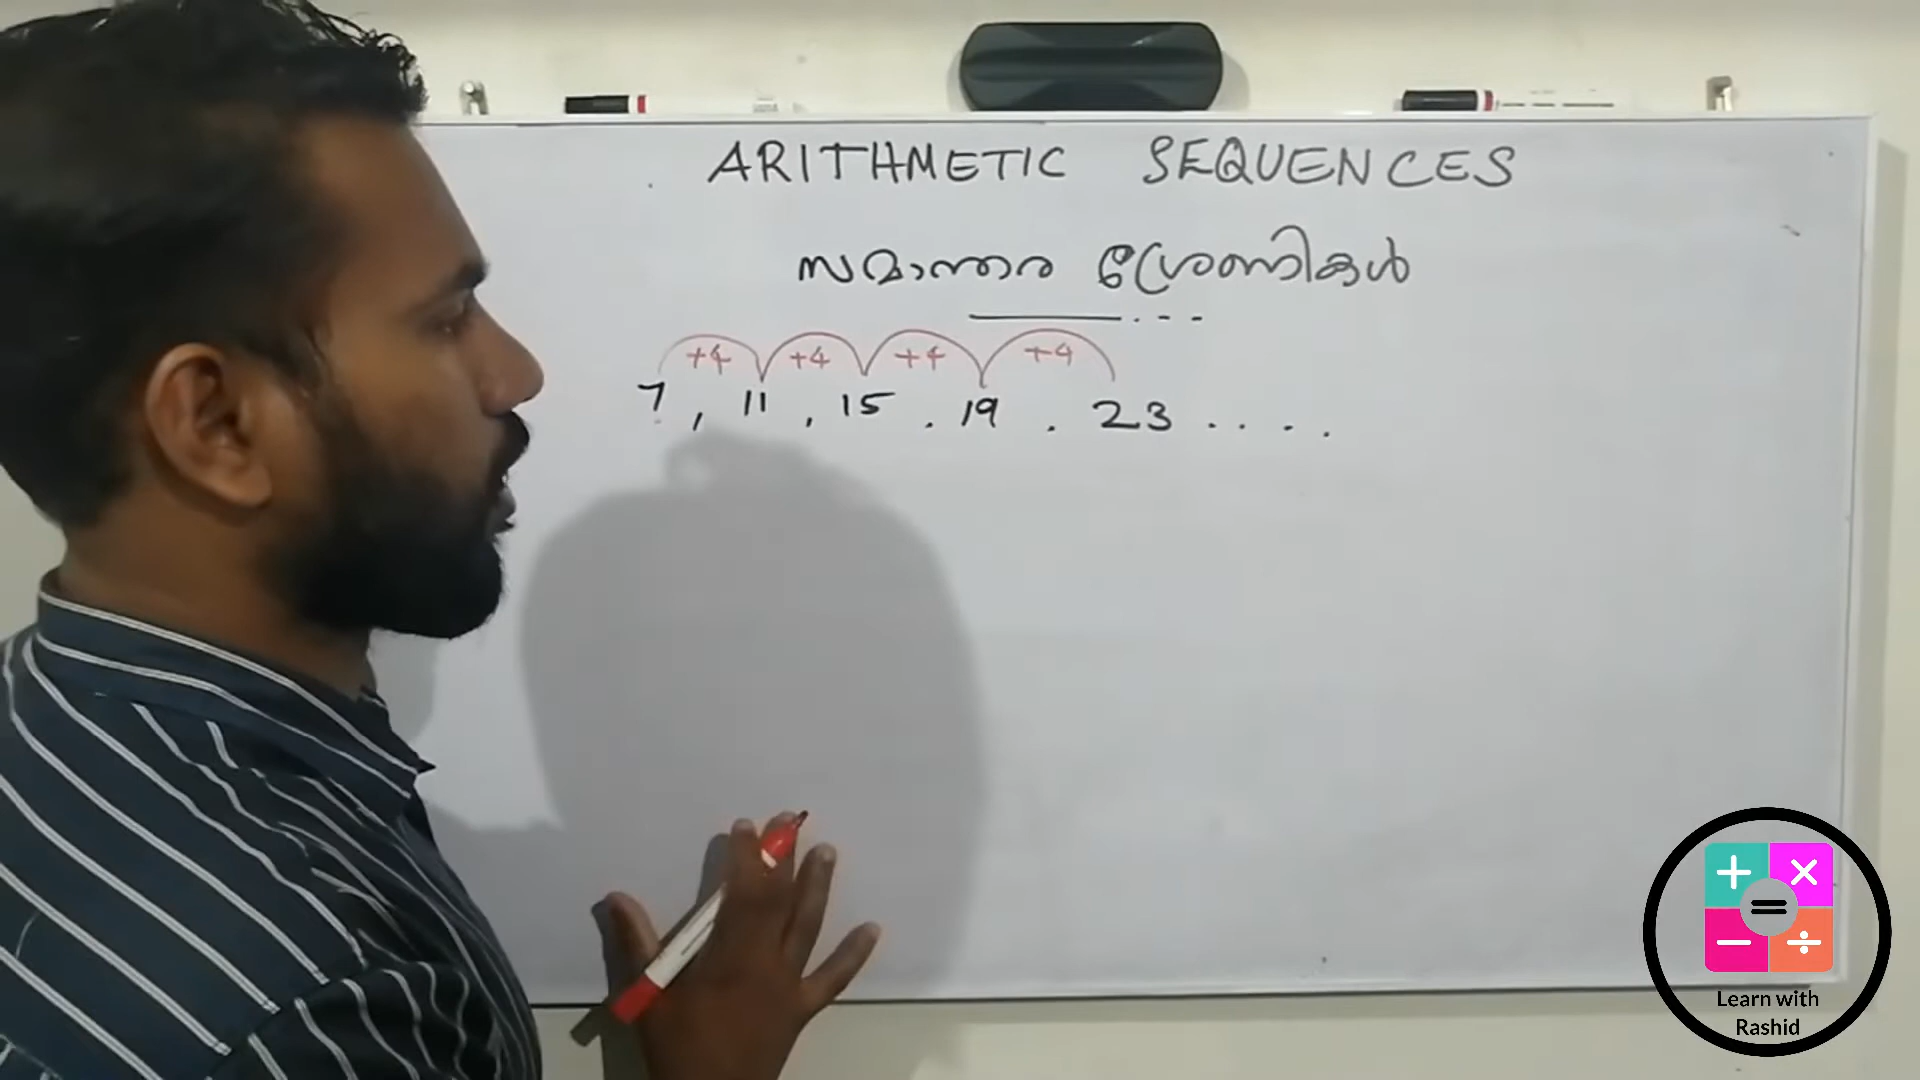 ARITHMETIC SEQUENCES
സമാന്തര ശ്രേണികൾ
+4 +4 +4 +4
7, 11, 15. 19. 23....
+ ×
=
− ÷
Learn with
Rashid